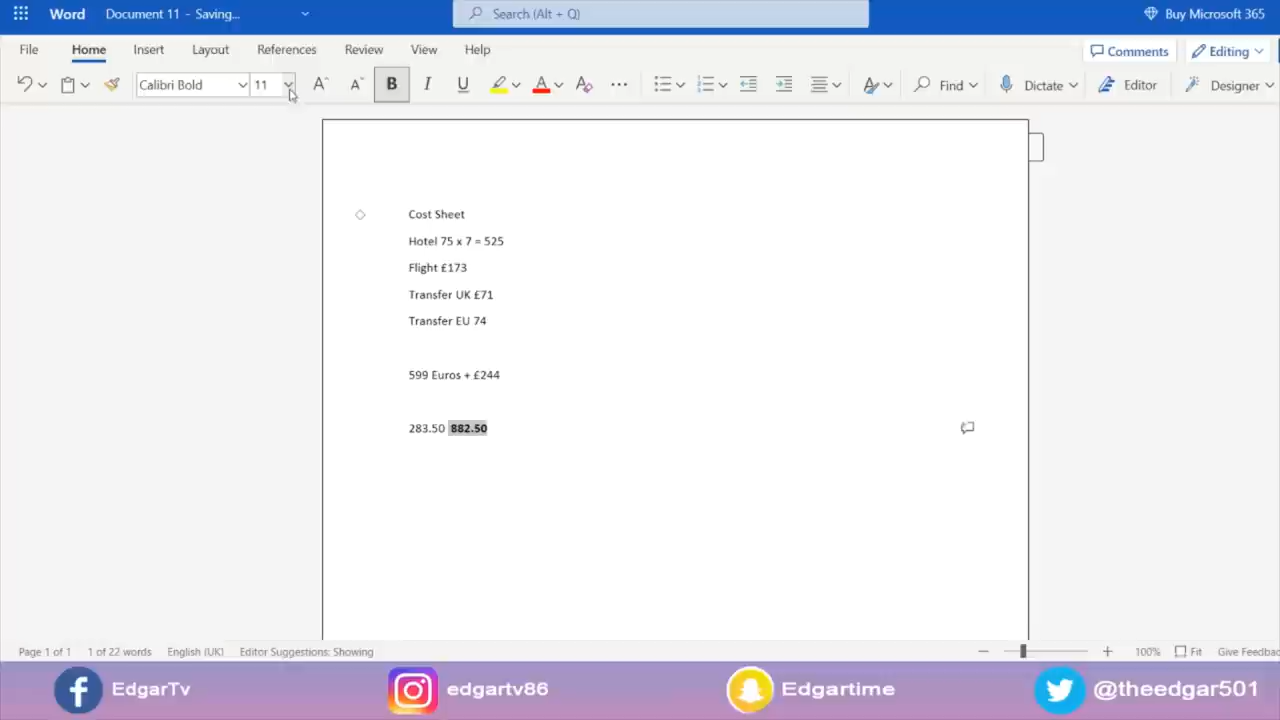 Word Document 11 - Saving... Search (Alt + Q) Buy Microsoft 365
File Home Insert Layout References Review View Help Comments Editing
Calibri Bold 11 A A B I U A A Find Dictate Editor Designer
Cost Sheet
Hotel 75 x 7 = 525
Flight £173
Transfer UK £71
Transfer EU 74
599 Euros + £244
283.50 882.50
Page 1 of 1 1 of 22 words English (UK) Editor Suggestions: Showing 100% Fit Give Feedbac
EdgarTv edgartv86 Edgartime @theedgar501